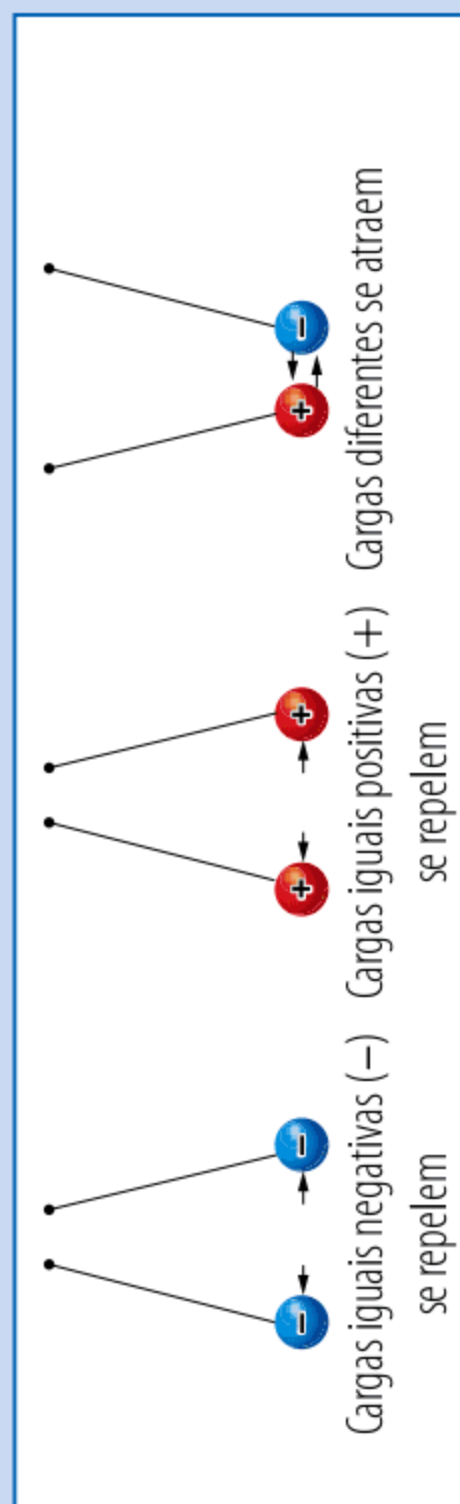 Cargas iguais negativas (−)
se repelem
Cargas iguais positivas (+)
se repelem
Cargas diferentes se atraem